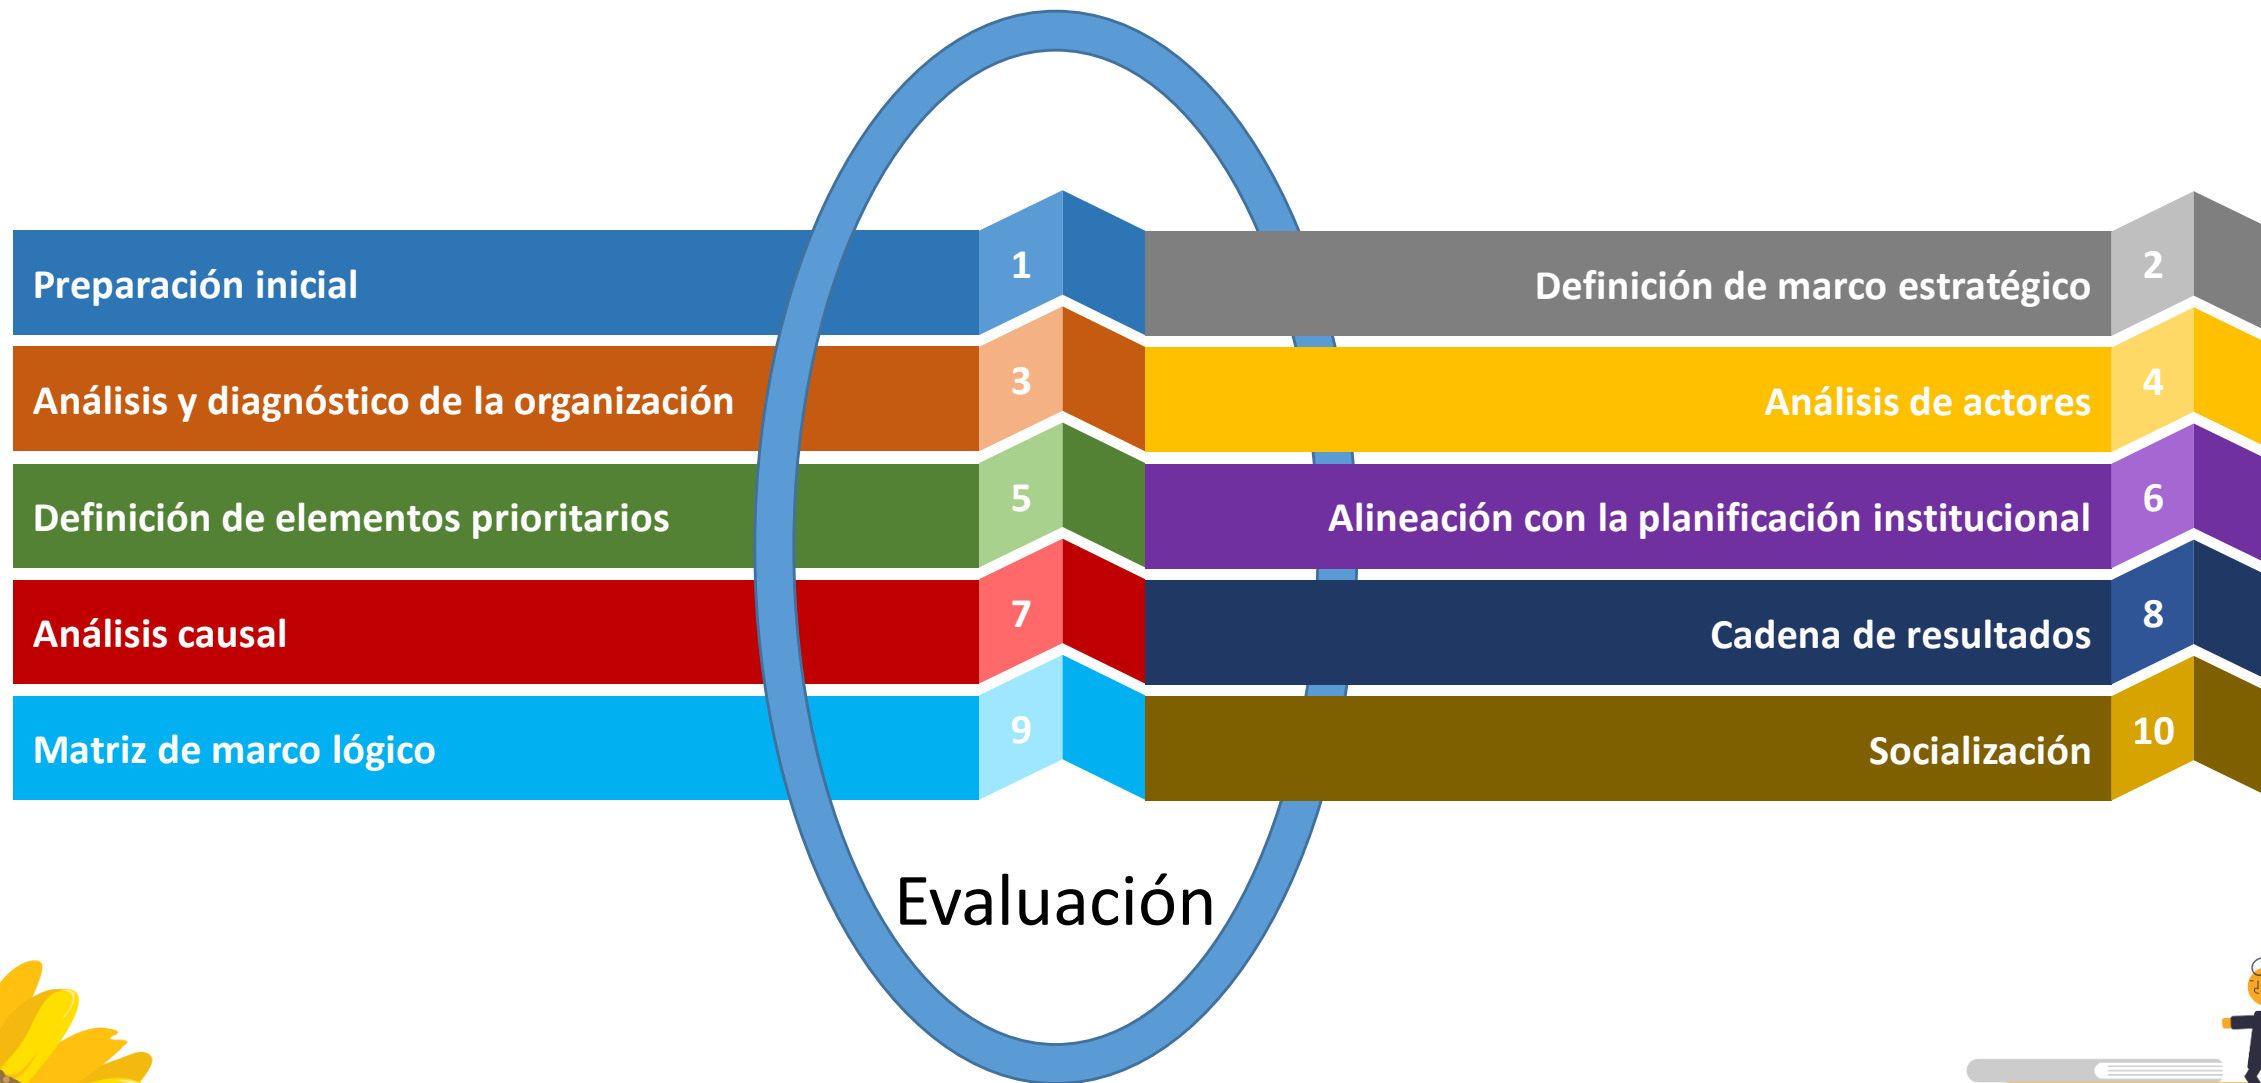 Preparación inicial
1
Definición de marco estratégico
2
Análisis y diagnóstico de la organización
3
Análisis de actores
4
Definición de elementos prioritarios
5
Alineación con la planificación institucional
6
Análisis causal
7
Cadena de resultados
8
Matriz de marco lógico
9
Socialización
10
Evaluación